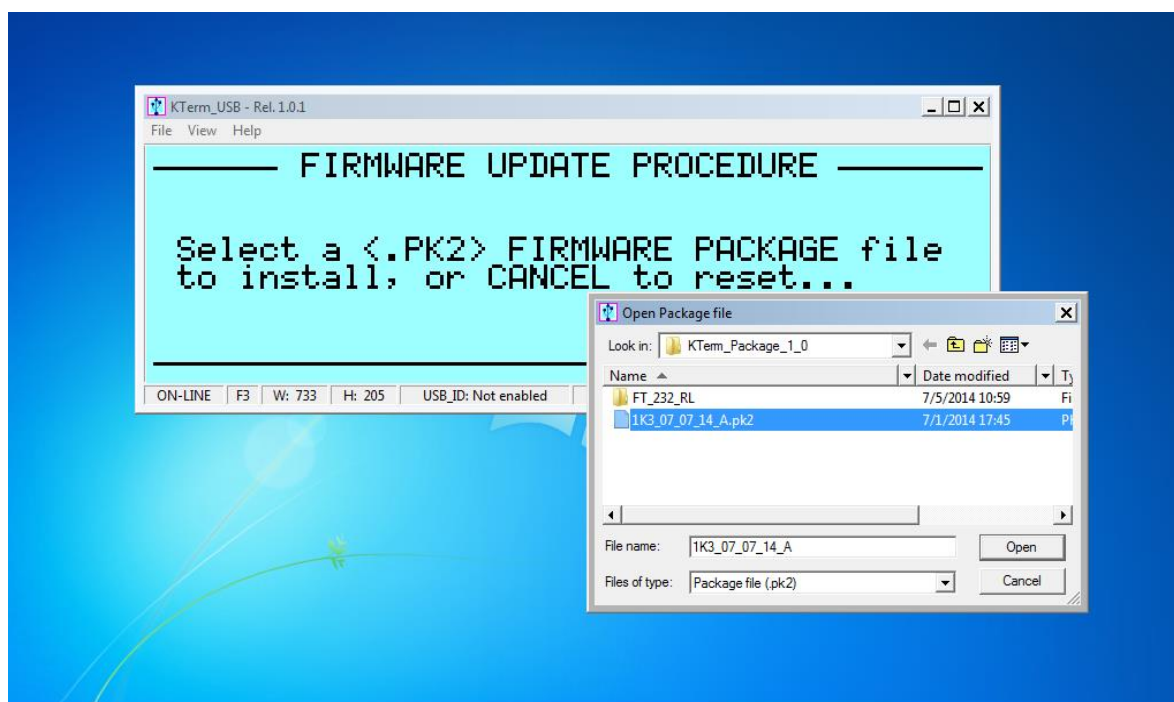 KTerm_USB - Rel. 1.0.1
File View Help
FIRMWARE UPDATE PROCEDURE
Select a <.PK2> FIRMWARE PACKAGE file
to install, or CANCEL to reset...
ON-LINE F3 W: 733 H: 205 USB_ID: Not enabled
Open Package file
Look in: KTerm_Package_1_0
Name Date modified Ty
FT_232_RL 7/5/2014 10:59 Fi
1K3_07_07_14_A.pk2 7/1/2014 17:45 PK
File name: 1K3_07_07_14_A Open
Files of type: Package file (.pk2) Cancel